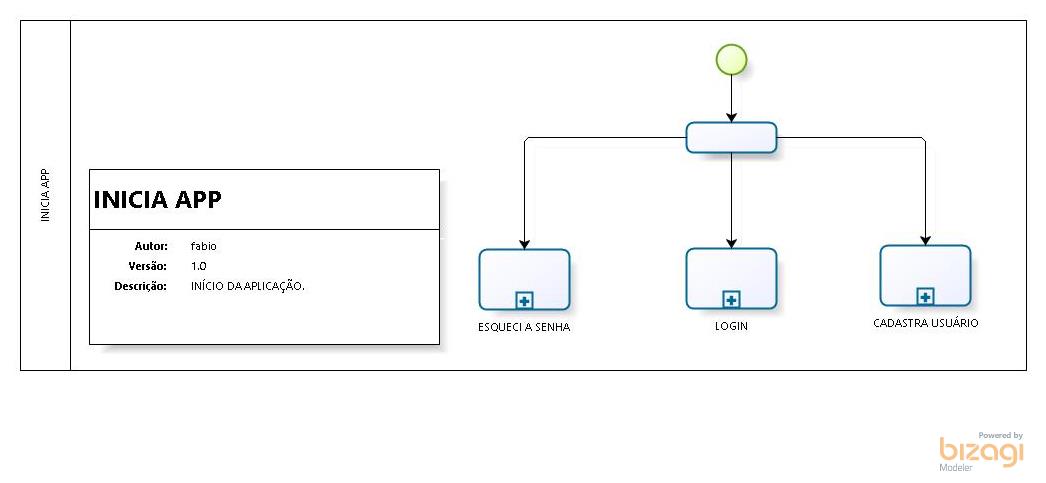 INICIA APP
INICIA APP
Autor: fabio
Versão: 1.0
Descrição: INÍCIO DA APLICAÇÃO.
ESQUECI A SENHA
LOGIN
CADASTRA USUÁRIO
Powered by
bizagi
Modeler